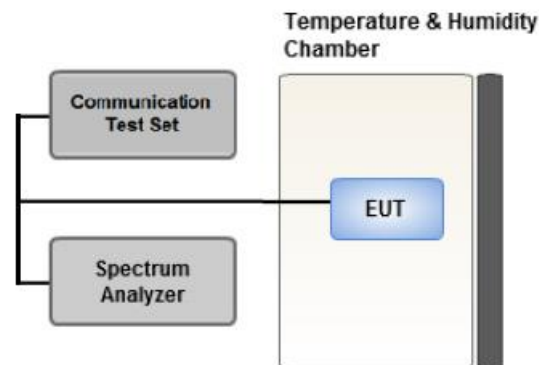 Temperature & Humidity
Chamber
Communication
Test Set
EUT
Spectrum
Analyzer